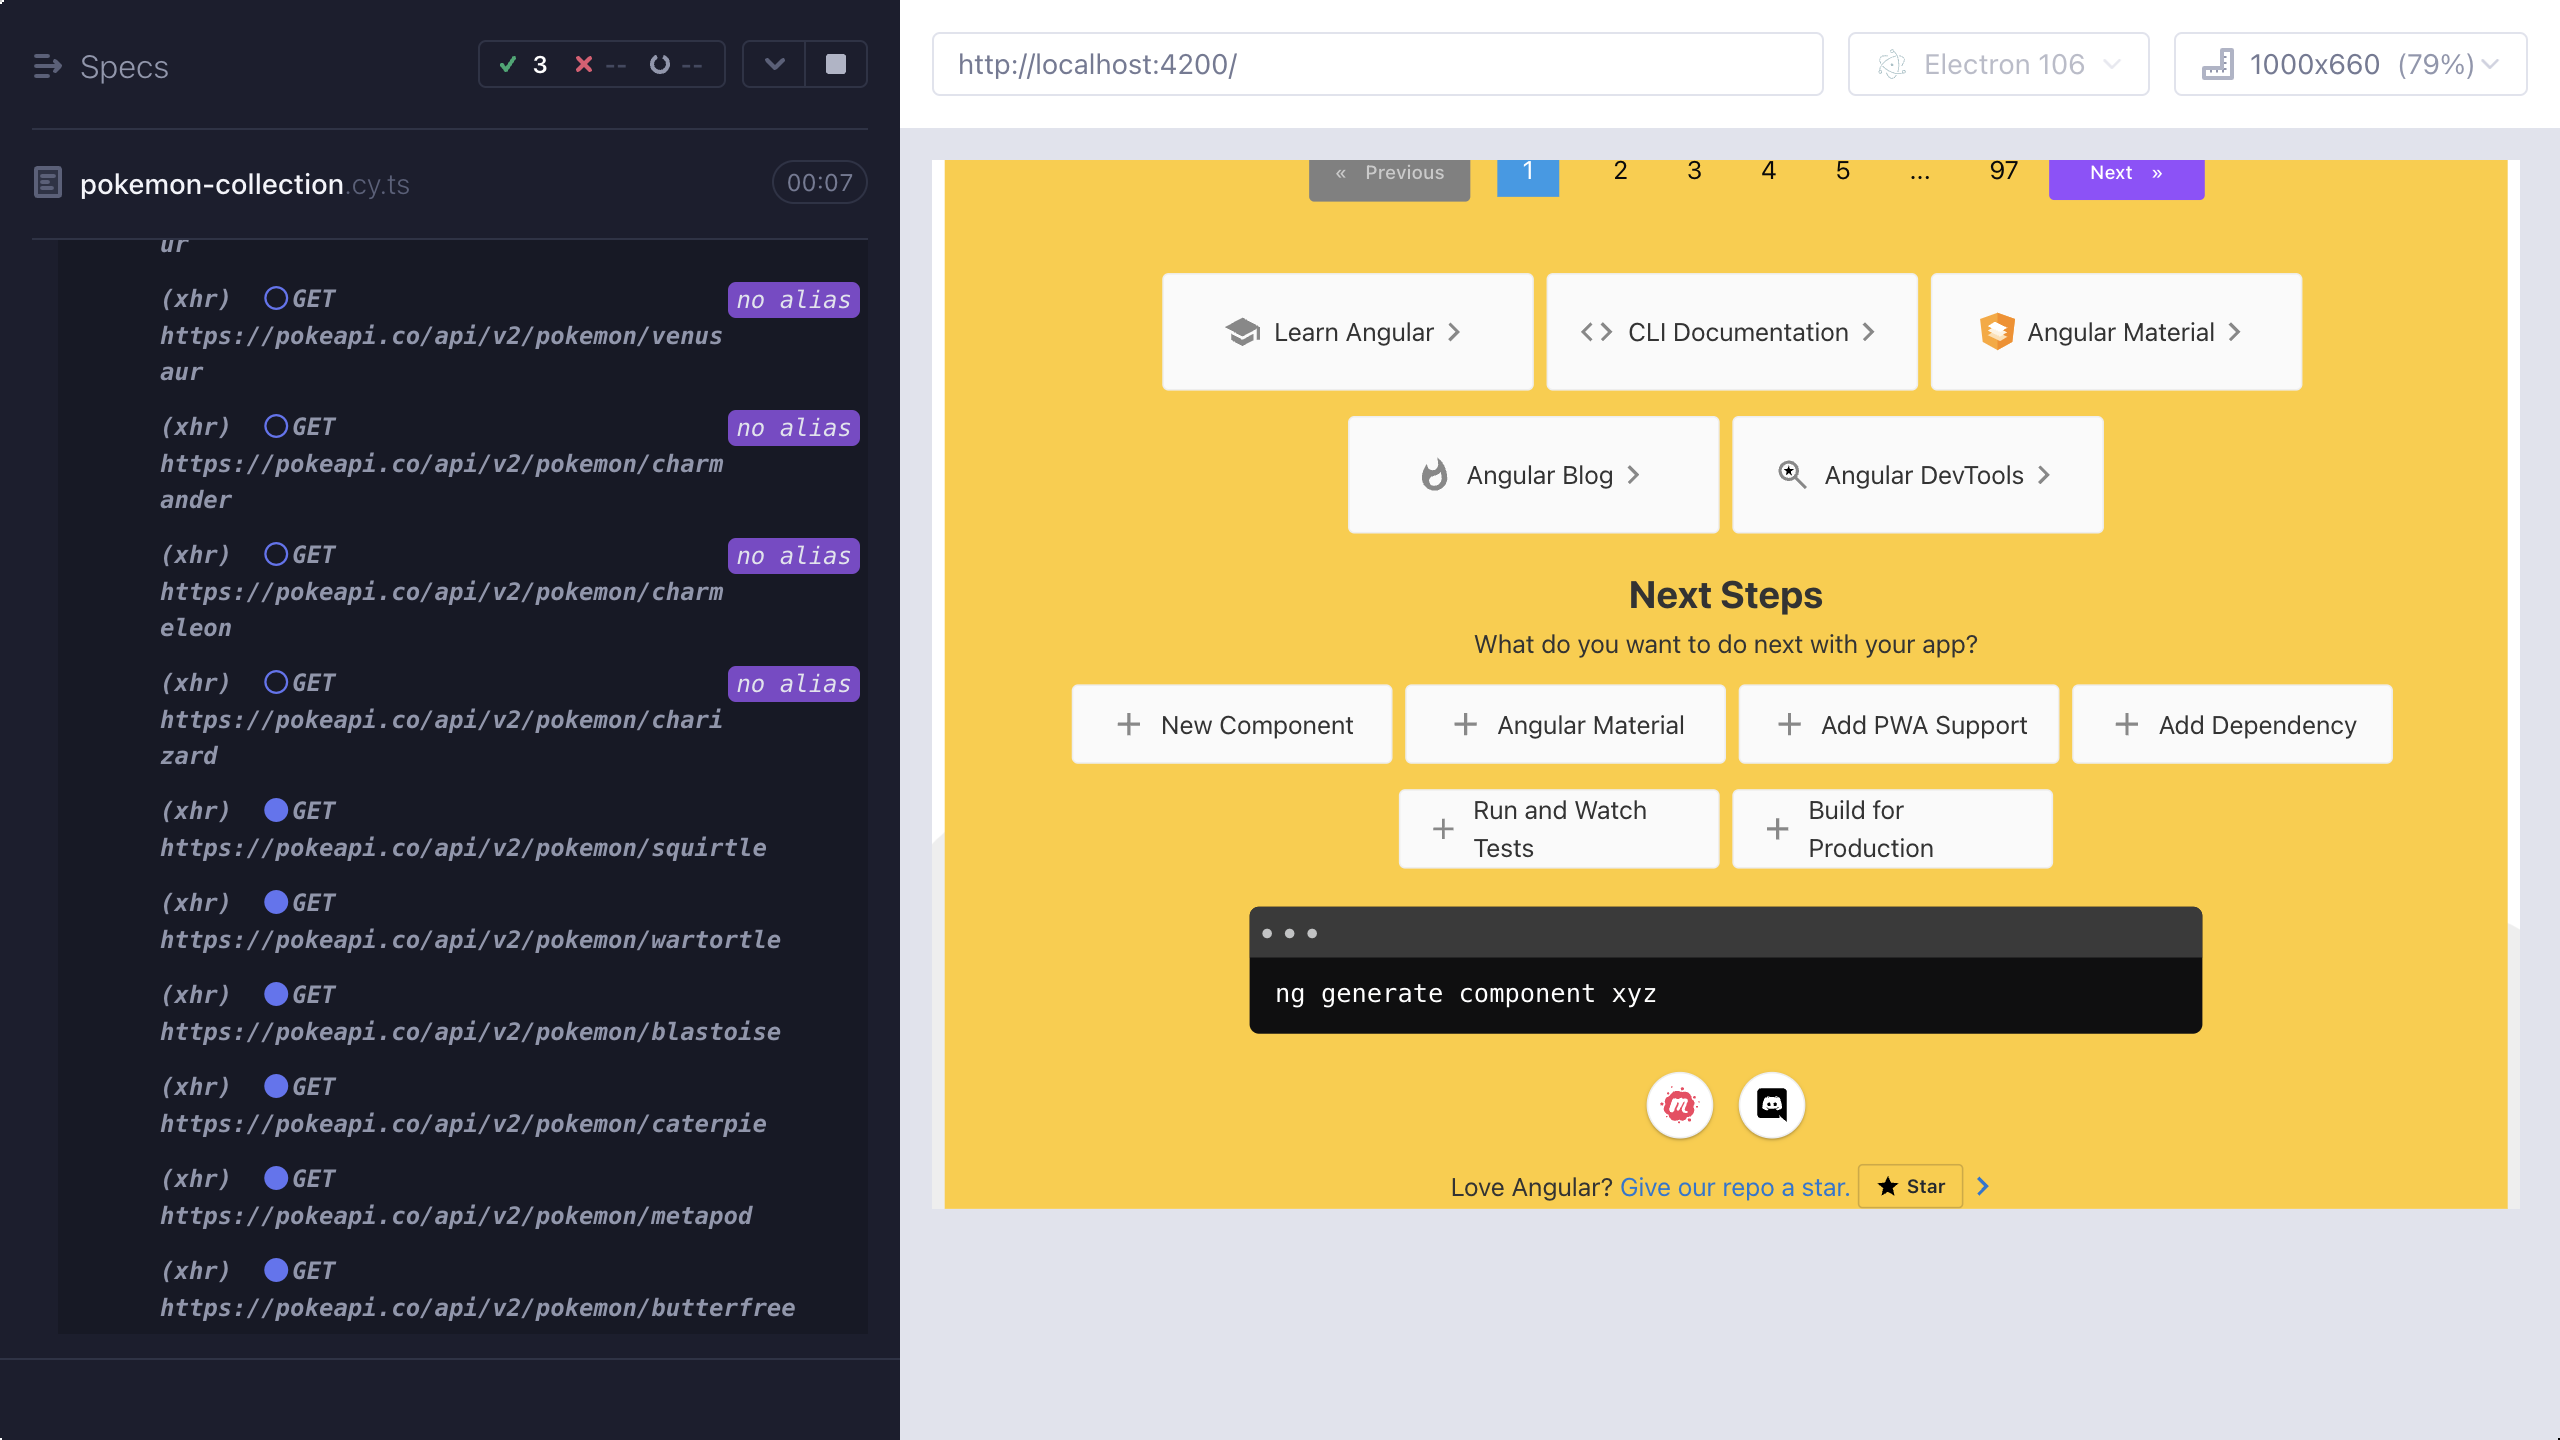 Specs
3 -- --
pokemon-collection.cy.ts 00:07
ur
(xhr) GET no alias
https://pokeapi.co/api/v2/pokemon/venus
aur
(xhr) GET no alias
https://pokeapi.co/api/v2/pokemon/charm
ander
(xhr) GET no alias
https://pokeapi.co/api/v2/pokemon/charm
eleon
(xhr) GET no alias
https://pokeapi.co/api/v2/pokemon/chari
zard
(xhr) GET
https://pokeapi.co/api/v2/pokemon/squirtle
(xhr) GET
https://pokeapi.co/api/v2/pokemon/wartortle
(xhr) GET
https://pokeapi.co/api/v2/pokemon/blastoise
(xhr) GET
https://pokeapi.co/api/v2/pokemon/caterpie
(xhr) GET
https://pokeapi.co/api/v2/pokemon/metapod
(xhr) GET
https://pokeapi.co/api/v2/pokemon/butterfree
http://localhost:4200/ Electron 106 1000x660 (79%)
« Previous 1 2 3 4 5 ... 97 Next »
Learn Angular CLI Documentation Angular Material
Angular Blog Angular DevTools
Next Steps
What do you want to do next with your app?
New Component Angular Material Add PWA Support Add Dependency
Run and Watch Tests Build for Production
ng generate component xyz
Love Angular? Give our repo a star. Star